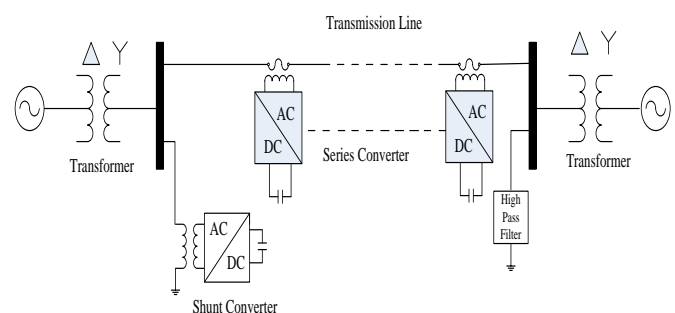 Transmission Line
Δ Y
Δ Y
AC
DC
AC
DC
Series Converter
Transformer
Transformer
High
Pass
Filter
AC
DC
Shunt Converter